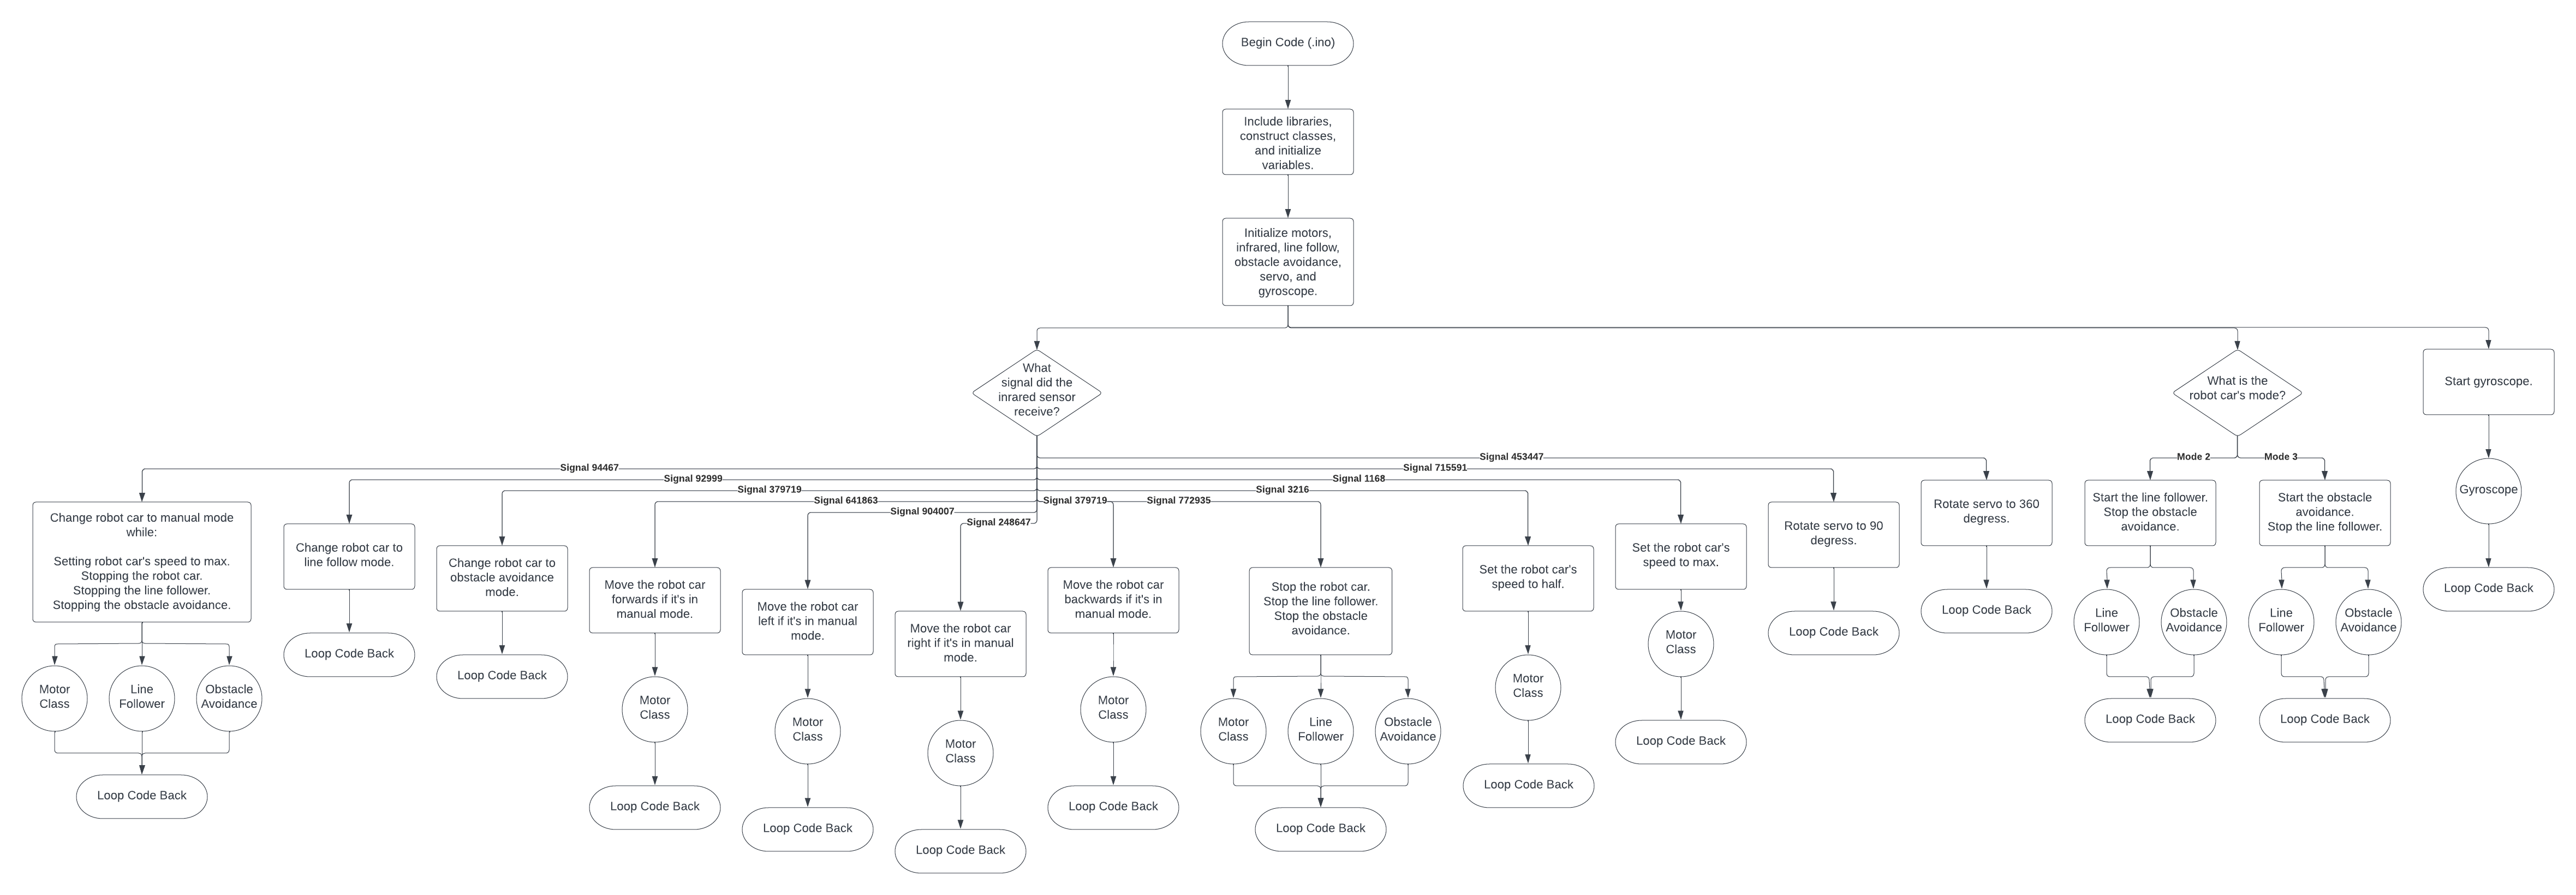 Begin Code (.ino)
Include libraries,
construct classes,
and initialize
variables.
Initialize motors,
infrared, line follow,
obstacle avoidance,
servo, and
gyroscope.
What
signal did the
inrared sensor
receive?
What is the
robot car's mode?
Start gyroscope.
Signal 453447
Mode 2
Mode 3
Signal 94467
Signal 715591
Signal 92999
Signal 1168
Signal 379719
Signal 3216
Signal 641863
Signal 379719
Signal 772935
Signal 904007
Signal 248647
Change robot car to manual mode
while:
Setting robot car's speed to max.
Stopping the robot car.
Stopping the line follower.
Stopping the obstacle avoidance.
Motor
Class
Line
Follower
Obstacle
Avoidance
Loop Code Back
Change robot car to
line follow mode.
Loop Code Back
Change robot car to
obstacle avoidance
mode.
Loop Code Back
Move the robot car
forwards if it's in
manual mode.
Motor
Class
Loop Code Back
Move the robot car
left if it's in manual
mode.
Motor
Class
Loop Code Back
Move the robot car
right if it's in manual
mode.
Motor
Class
Loop Code Back
Move the robot car
backwards if it's in
manual mode.
Motor
Class
Loop Code Back
Stop the robot car.
Stop the line follower.
Stop the obstacle
avoidance.
Motor
Class
Line
Follower
Obstacle
Avoidance
Loop Code Back
Set the robot car's
speed to half.
Motor
Class
Loop Code Back
Set the robot car's
speed to max.
Motor
Class
Loop Code Back
Rotate servo to 90
degress.
Loop Code Back
Rotate servo to 360
degress.
Loop Code Back
Start the line follower.
Stop the obstacle
avoidance.
Line
Follower
Obstacle
Avoidance
Loop Code Back
Start the obstacle
avoidance.
Stop the line follower.
Line
Follower
Obstacle
Avoidance
Loop Code Back
Gyroscope
Loop Code Back